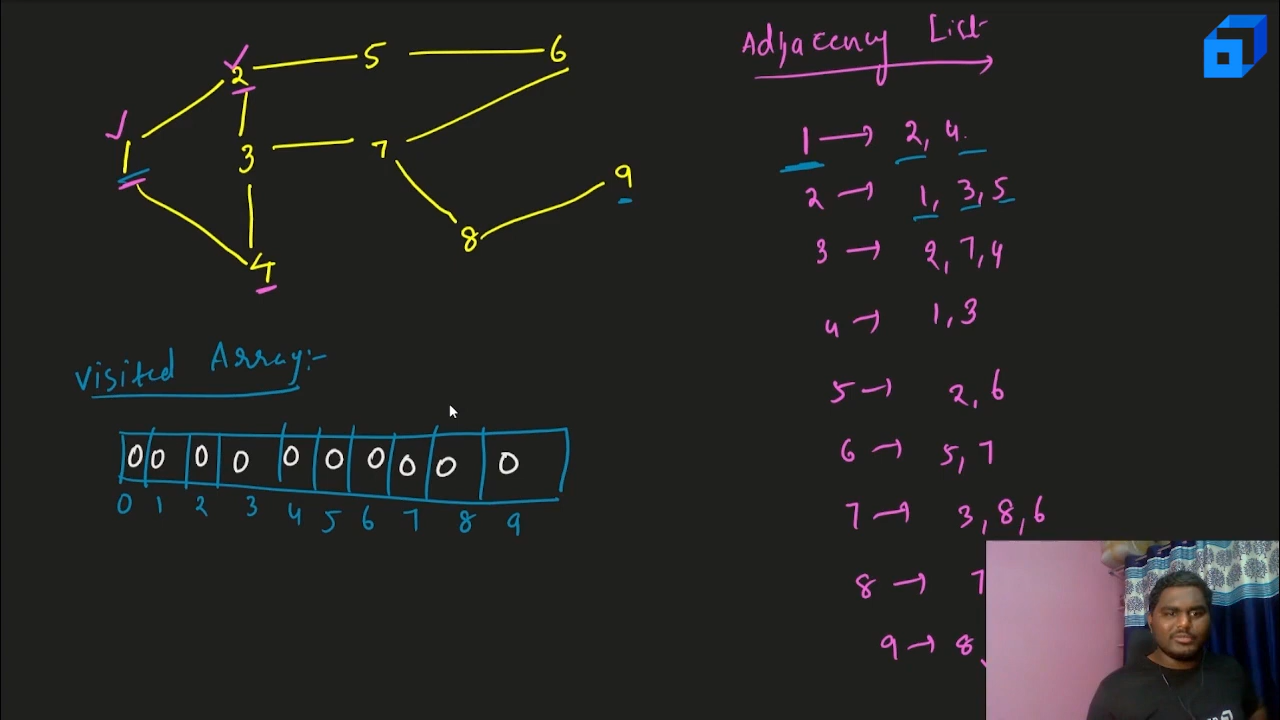 2 5 6
1 3 7 9
8
4
Visited Array:-
0 0 0 0 0 0 0 0 0 0
0 1 2 3 4 5 6 7 8 9
Adjacency List
1 → 2, 4.
2 → 1, 3, 5
3 → 2, 7, 4
4 → 1, 3
5 → 2, 6
6 → 5, 7
7 → 3, 8, 6
8 → 7
9 → 8